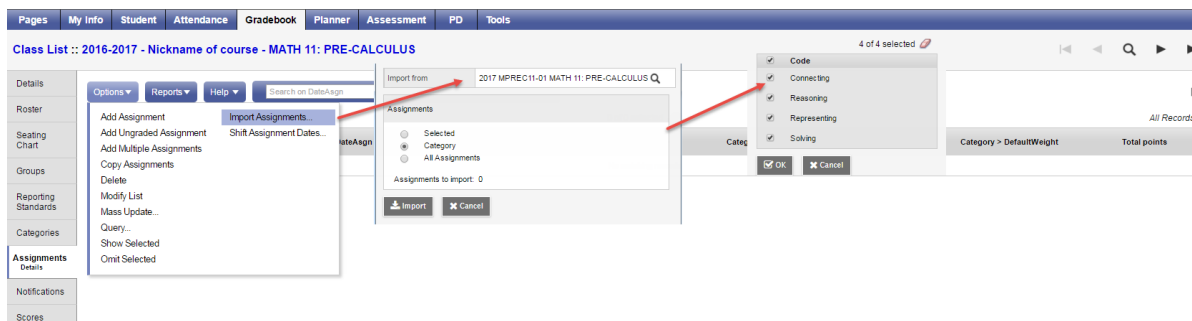 Pages My Info Student Attendance Gradebook Planner Assessment PD Tools
Class List :: 2016-2017 - Nickname of course - MATH 11: PRE-CALCULUS
4 of 4 selected
Details
Roster
Seating
Chart
Groups
Reporting
Standards
Categories
Assignments
Details
Notifications
Scores
Options Reports Help Search on DateAsgn
Add Assignment
Add Ungraded Assignment
Add Multiple Assignments
Copy Assignments
Delete
Modify List
Mass Update...
Query...
Show Selected
Omit Selected
Import Assignments...
Shift Assignment Dates...
DateAsgn
Import from 2017 MPREC11-01 MATH 11: PRE-CALCULUS
Assignments
Selected
Category
All Assignments
Assignments to import: 0
Import Cancel
Code
Connecting
Reasoning
Representing
Solving
OK Cancel
All Records
Categ
Category > DefaultWeight Total points